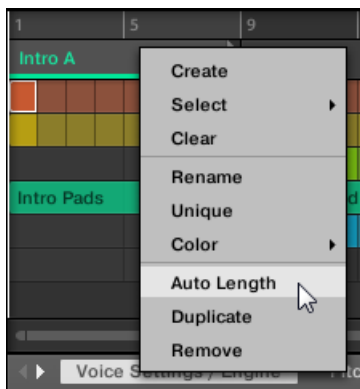 1 5 9
Intro A
Create
Select
Clear
Rename
Intro Pads
Unique
Color
Auto Length
Duplicate
Remove
Voice Settings / Engine